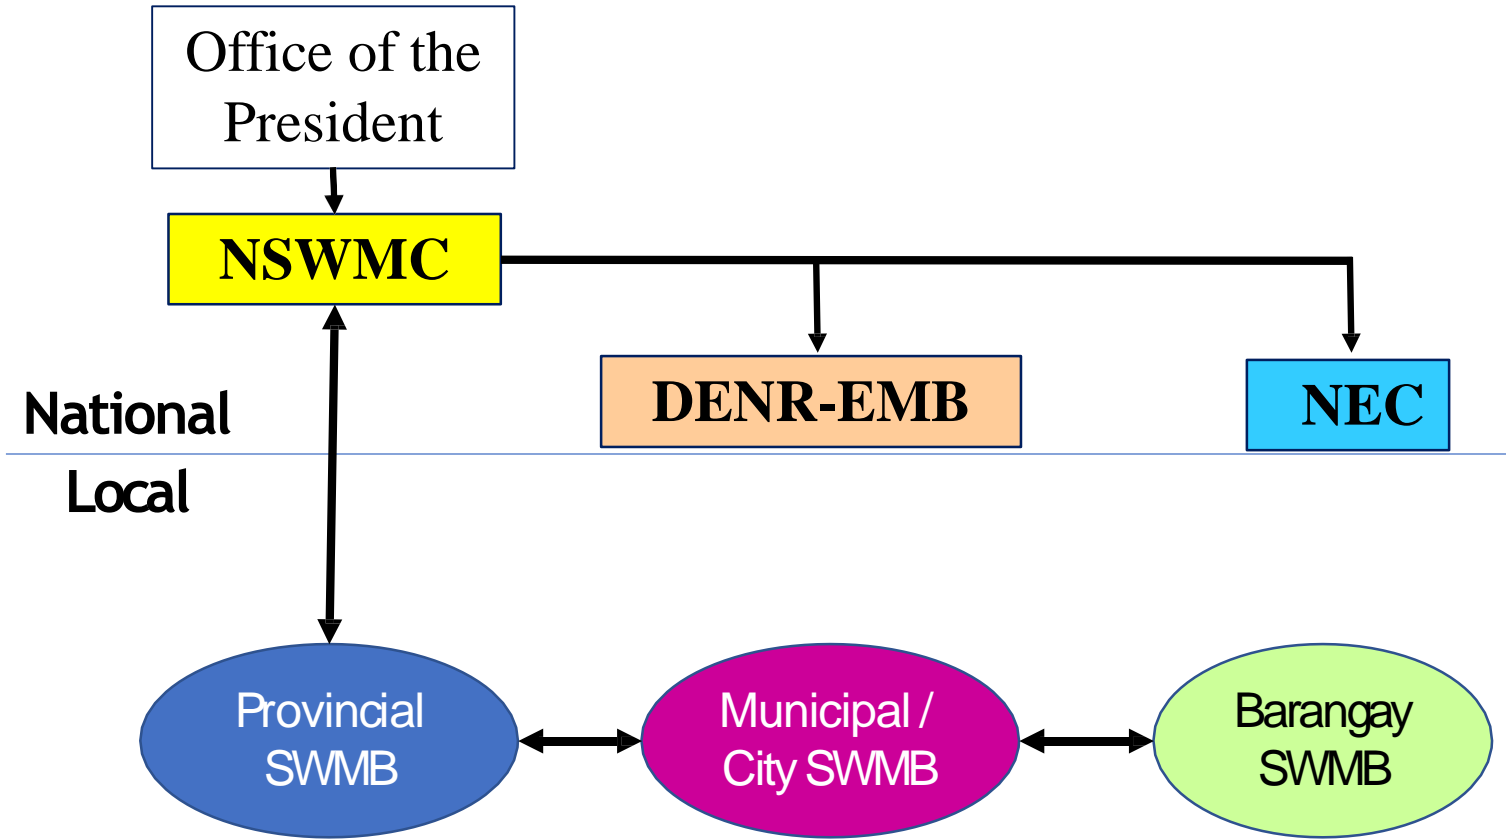 Office of the
President
NSWMC
DENR-EMB
NEC
National
Local
Provincial
SWMB
Municipal /
City SWMB
Barangay
SWMB